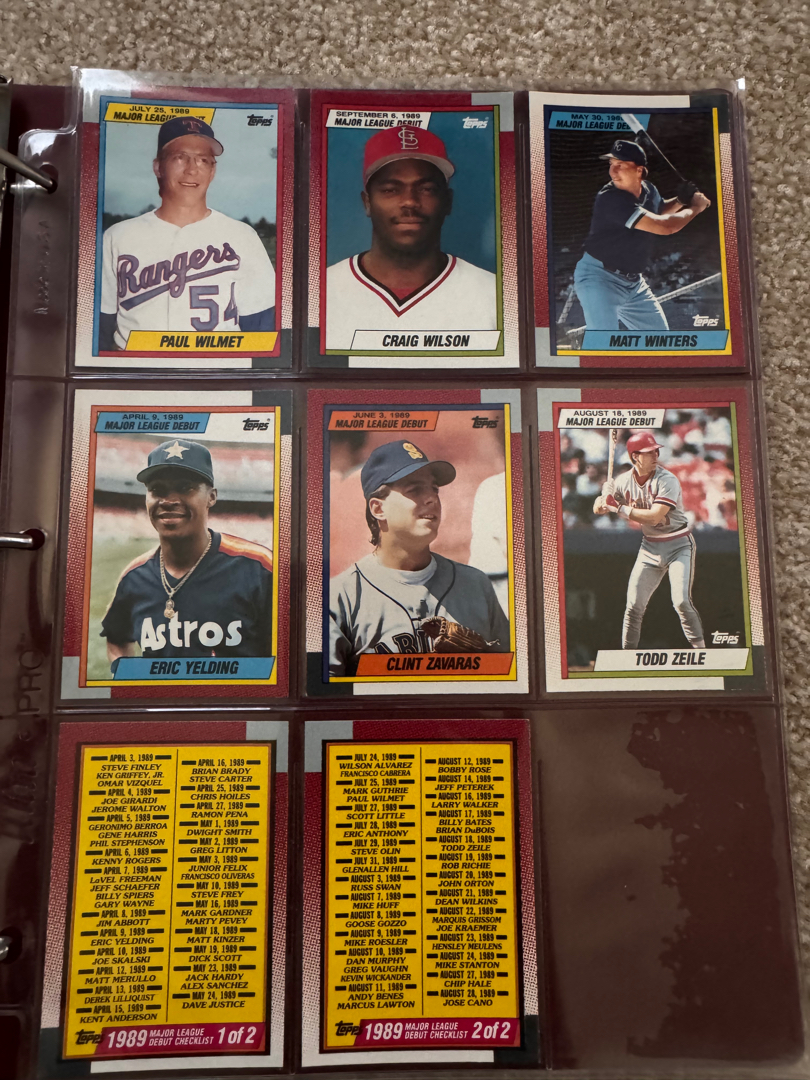 JULY 25, 1989
MAJOR LEAGUE DEBUT
Topps
Rangers
54
PAUL WILMET
SEPTEMBER 6, 1989
MAJOR LEAGUE DEBUT
Topps
STL
CRAIG WILSON
MAY 30, 198
MAJOR LEAGUE DE
Topps
MATT WINTERS
APRIL 9, 1989
MAJOR LEAGUE DEBUT
Topps
Astros
ERIC YELDING
JUNE 3, 1989
MAJOR LEAGUE DEBUT
Topps
S
CLINT ZAVARAS
AUGUST 18, 1989
MAJOR LEAGUE DEBUT
Topps
TODD ZEILE
APRIL 3, 1989
STEVE FINLEY
KEN GRIFFEY, JR.
OMAR VIZQUEL
APRIL 4, 1989
JOE GIRARDI
JEROME WALTON
APRIL 5, 1989
GERONIMO BERROA
GENE HARRIS
PHIL STEPHENSON
APRIL 6, 1989
KENNY ROGERS
APRIL 7, 1989
LaVEL FREEMAN
JEFF SCHAEFER
BILLY SPIERS
GARY WAYNE
APRIL 8, 1989
JIM ABBOTT
APRIL 9, 1989
ERIC YELDING
APRIL 10, 1989
JOE SKALSKI
APRIL 12, 1989
MATT MERULLO
APRIL 13, 1989
DEREK LILLIQUIST
APRIL 15, 1989
KENT ANDERSON
APRIL 16, 1989
BRIAN BRADY
STEVE CARTER
APRIL 25, 1989
CHRIS HOILES
APRIL 27, 1989
RAMON PENA
MAY 1, 1989
DWIGHT SMITH
MAY 2, 1989
GREG LITTON
MAY 3, 1989
JUNIOR FELIX
FRANCISCO OLIVARAS
MAY 10, 1989
STEVE FREY
MAY 16, 1989
MARK GARDNER
MARTY PEVEY
MAY 18, 1989
MATT KINZER
MAY 19, 1989
DICK SCOTT
MAY 23, 1989
JACK HARDY
ALEX SANCHEZ
MAY 24, 1989
DAVE JUSTICE
Topps
1989 MAJOR LEAGUE DEBUT CHECKLIST 1 of 2
JULY 24, 1989
WILSON ALVAREZ
FRANCISCO CABRERA
JULY 25, 1989
MARK GUTHRIE
PAUL WILMET
JULY 27, 1989
SCOTT LITTLE
JULY 28, 1989
ERIC ANTHONY
JULY 29, 1989
STEVE OLIN
JULY 31, 1989
GLENALLEN HILL
AUGUST 3, 1989
RUSS SWAN
AUGUST 7, 1989
MIKE HUFF
AUGUST 8, 1989
GOOSE GOZZO
AUGUST 9, 1989
MIKE ROESLER
AUGUST 10, 1989
DAN MURPHY
GREG VAUGHN
KEVIN WICKANDER
AUGUST 11, 1989
ANDY BENES
MARCUS LAWTON
AUGUST 12, 1989
BOBBY ROSE
AUGUST 14, 1989
JEFF PETEREK
AUGUST 16, 1989
LARRY WALKER
AUGUST 17, 1989
BILLY BATES
BRIAN DuBOIS
AUGUST 18, 1989
TODD ZEILE
AUGUST 19, 1989
ROB RICHIE
AUGUST 20, 1989
JOHN ORTON
AUGUST 21, 1989
DEAN WILKINS
AUGUST 22, 1989
MARQUIS GRISSOM
JOE KRAEMER
AUGUST 23, 1989
HENSLEY MEULENS
AUGUST 24, 1989
MIKE STANTON
AUGUST 27, 1989
CHIP HALE
AUGUST 28, 1989
JOSE CANO
Topps
1989 MAJOR LEAGUE DEBUT CHECKLIST 2 of 2